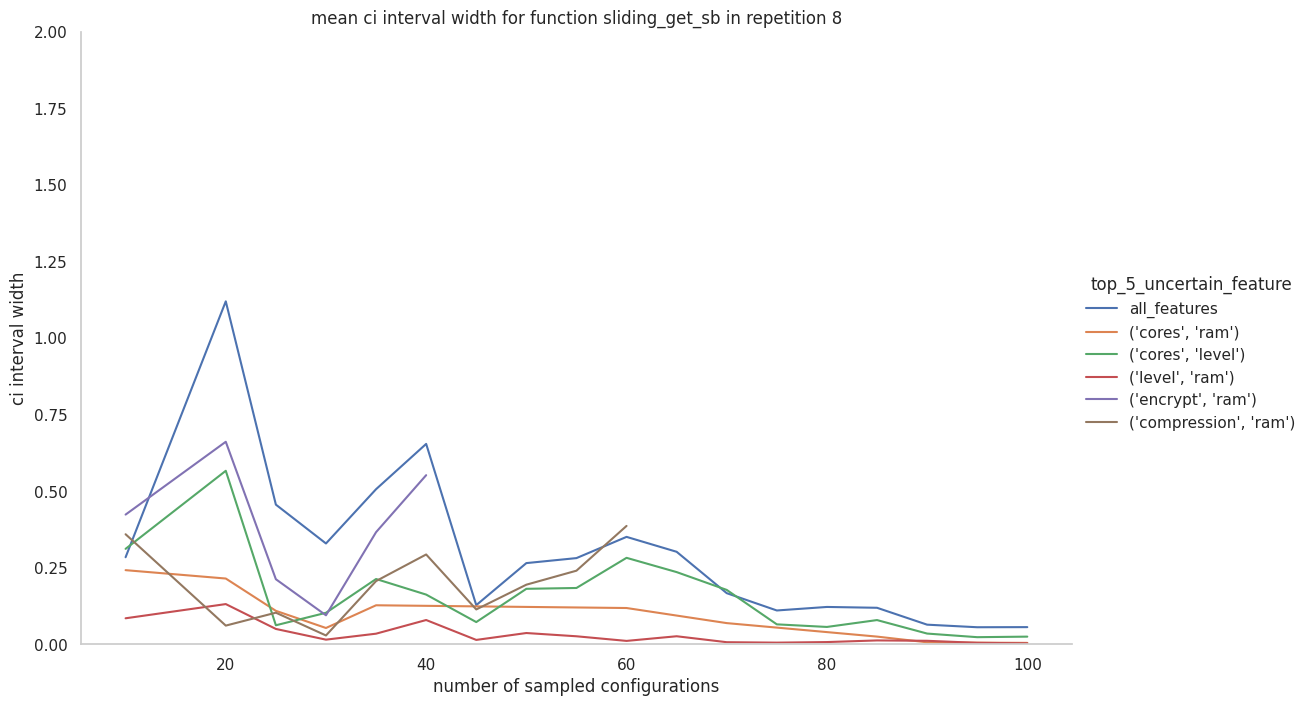 mean ci interval width for function sliding_get_sb in repetition 8
2.00
1.75
1.50
1.25
1.00
0.75
0.50
0.25
0.00
ci interval width
20
40
60
80
100
number of sampled configurations
top_5_uncertain_feature
all_features
('cores', 'ram')
('cores', 'level')
('level', 'ram')
('encrypt', 'ram')
('compression', 'ram')